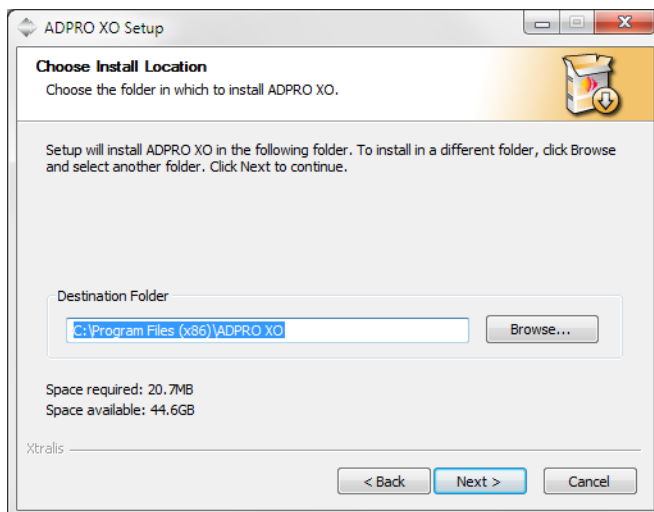 ADPRO XO Setup
Choose Install Location
Choose the folder in which to install ADPRO XO.
Setup will install ADPRO XO in the following folder. To install in a different folder, click Browse
and select another folder. Click Next to continue.
Destination Folder
C:\Program Files (x86)\ADPRO XO
Browse...
Space required: 20.7MB
Space available: 44.6GB
Xtralis
< Back
Next >
Cancel